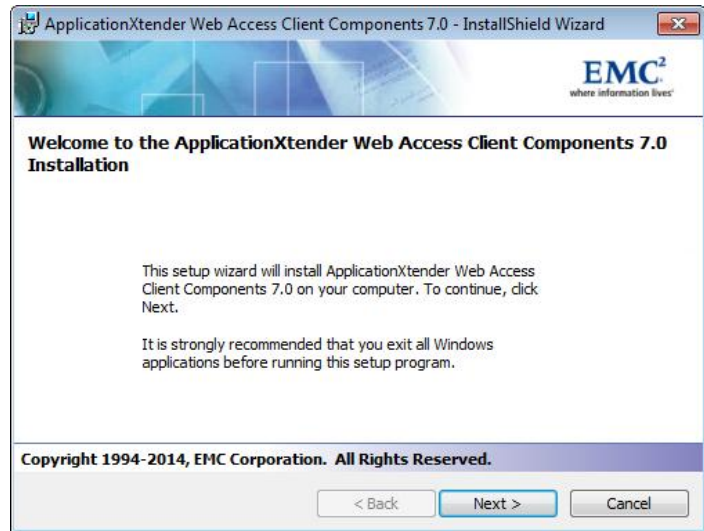 ApplicationXtender Web Access Client Components 7.0 - InstallShield Wizard
EMC²
where information lives®
Welcome to the ApplicationXtender Web Access Client Components 7.0
Installation
This setup wizard will install ApplicationXtender Web Access
Client Components 7.0 on your computer. To continue, click
Next.
It is strongly recommended that you exit all Windows
applications before running this setup program.
Copyright 1994-2014, EMC Corporation. All Rights Reserved.
< Back
Next >
Cancel